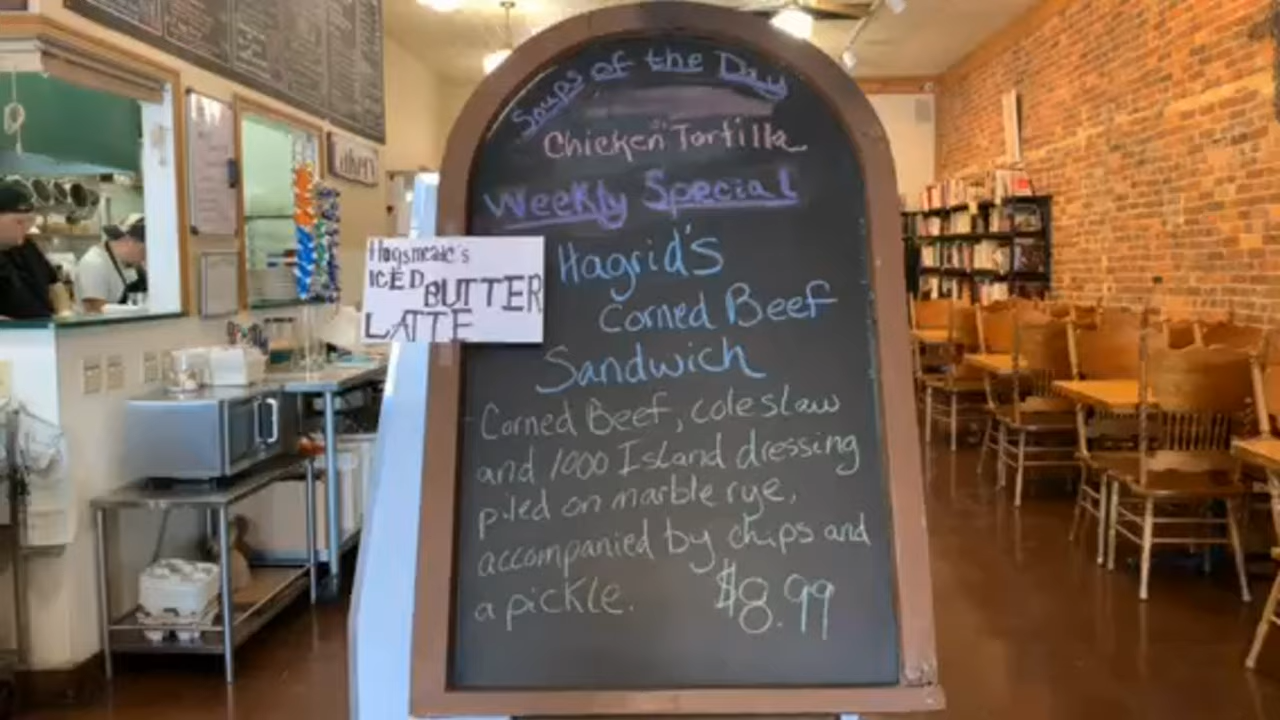 Soups of the Day
Chicken Tortilla
Weekly Special
Hagrid's
Corned Beef
Sandwich
Corned Beef, coleslaw
and 1000 Island dressing
piled on marble rye,
accompanied by chips and
a pickle. $8.99
Hogsmeade's
ICED BUTTER
LATTE